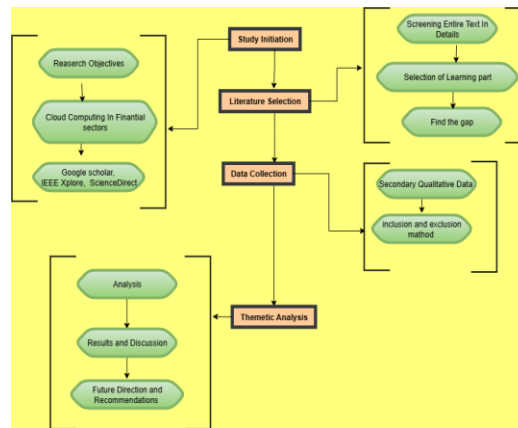 Study Initiation
Reaserch Objectives
Cloud Computing In Finantial
sectors
Google scholar,
IEEE Xplore, ScienceDirect
Literature Selection
Screening Entire Text In
Details
Selection of Learning part
Find the gap
Data Collection
Secondary Qualitative Data
inclusion and exclusion
mathod
Themetic Analysis
Analysis
Results and Discussion
Future Direction and
Recommendations